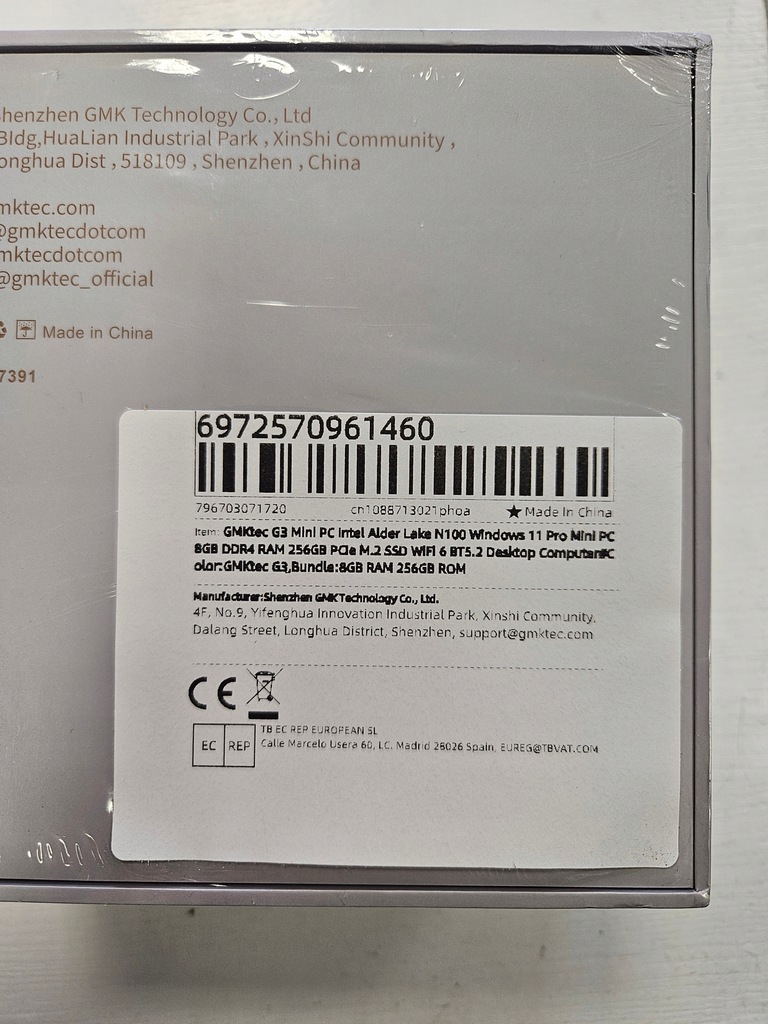 Shenzhen GMK Technology Co., Ltd
Bldg,HuaLian Industrial Park , XinShi Community ,
onghua Dist , 518109 , Shenzhen , China
mktec.com
@gmktecdotcom
mktecdotcom
@gmktec_official
Made in China
7391
6972570961460
796703071720 cn1088713021phoa ★ Made In China
Item: GMKtec G3 Mini PC Intel Alder Lake N100 Windows 11 Pro Mini PC
8GB DDR4 RAM 256GB PCIe M.2 SSD WiFi 6 BT5.2 Desktop Computer#C
olor:GMKtec G3,Bundle:8GB RAM 256GB ROM
Manufacturer:Shenzhen GMKTechnology Co., Ltd.
4F, No.9, Yifenghua Innovation Industrial Park, Xinshi Community,
Dalang Street, Longhua District, Shenzhen, support@gmktec.com
CE
EC REP
TB EC REP EUROPEAN SL
Calle Marcelo Usera 60, LC, Madrid 28026 Spain, EUREG@TBVAT.COM